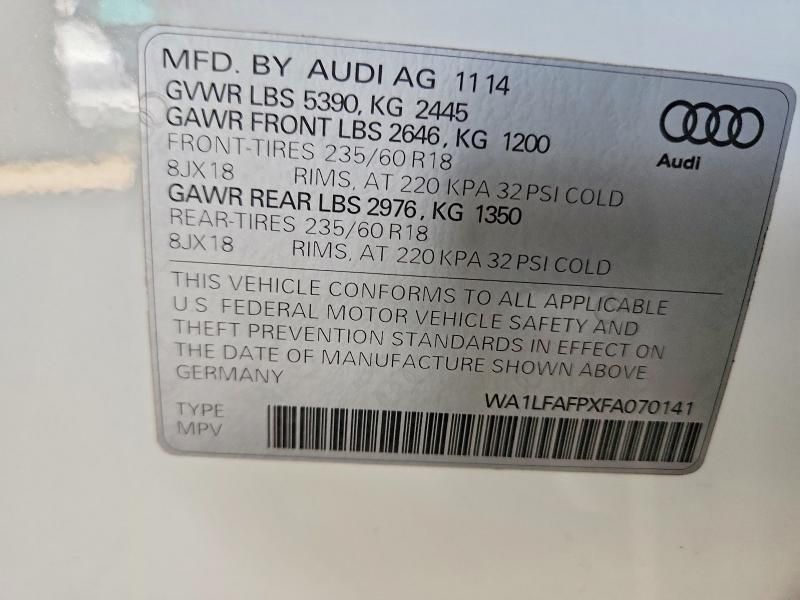 MFD. BY AUDI AG 1114
GVWR LBS 5390, KG 2445
GAWR FRONT LBS 2646, KG 1200
FRONT-TIRES 235/60 R18
8JX18 RIMS, AT 220 KPA 32 PSI COLD
GAWR REAR LBS 2976, KG 1350
REAR-TIRES 235/60 R18
8JX18 RIMS, AT 220 KPA 32 PSI COLD
Audi
THIS VEHICLE CONFORMS TO ALL APPLICABLE
U.S. FEDERAL MOTOR VEHICLE SAFETY AND
THEFT PREVENTION STANDARDS IN EFFECT ON
THE DATE OF MANUFACTURE SHOWN ABOVE
GERMANY
WA1LFAFPXFA070141
TYPE
MPV